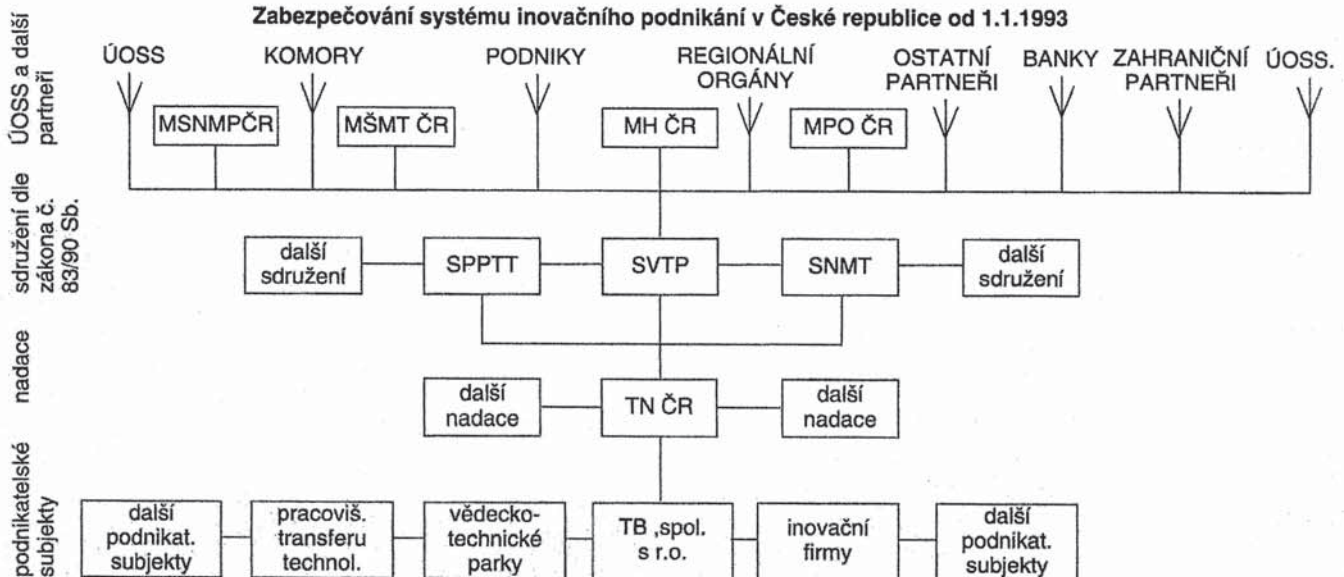 Zabezpečování systému inovačního podnikání v České republice od 1.1.1993
ÚOSS a další
partneři
ÚOSS
KOMORY
PODNIKY
REGIONÁLNÍ
ORGÁNY
OSTATNÍ
PARTNEŘI
BANKY
ZAHRANIČNÍ
PARTNEŘI
ÚOSS.
MSNMPČR
MŠMT ČR
MH ČR
MPO ČR
sdružení dle
zákona č.
83/90 Sb.
další
sdružení
SPPTT
SVTP
SNMT
další
sdružení
nadace
další
nadace
TN ČR
další
nadace
podnikatelské
subjekty
další
podnikat.
subjekty
pracoviš.
transferu
technol.
vědecko-
technické
parky
TB ,spol.
s r.o.
inovační
firmy
další
podnikat.
subjekty